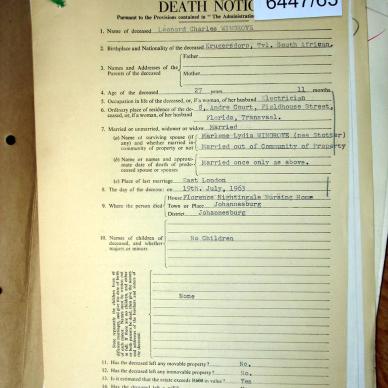 DEATH NOTIC
6447/63
Pursuant to the Provisions contained in "The Administration
1. Name of deceased Leonard Charles WINGROVE
2. Birthplace and Nationality of the deceased Krugersdorp, Tvl. South African.
3. Names and Addresses of the Parents of the deceased
Father
Mother
4. Age of the deceased 27 years 11 months
5. Occupation in life of the deceased, or, if a woman, of her husband Electrician
6. Ordinary place of residence of the deceased, or, if a woman, of her husband 8, Andre Court, Fieldhouse Street,
Florida, Transvaal.
7. Married or unmarried, widower or widow Married
(a) Name of surviving spouse (if any) and whether married in community of property or not
Marlene Lydia WINGROVE (nee Stotter)
Married out of Community of Property
(b) Name or names and approximate date of death of predeceased spouse or spouses
Married once only as above.
(c) Place of last marriage East London
8. The day of the decease: on 19th. July, 1963
9. Where the person died
House Florence Nightingale Nursing Home
Town or Place Johannesburg
District Johannesburg
10. Names of children of deceased, and whether majors or minors
No Children
None
11. Has the deceased left any movable property? No.
12. Has the deceased left any immovable property? No.
13. Is it estimated that the estate exceeds in value? Yes